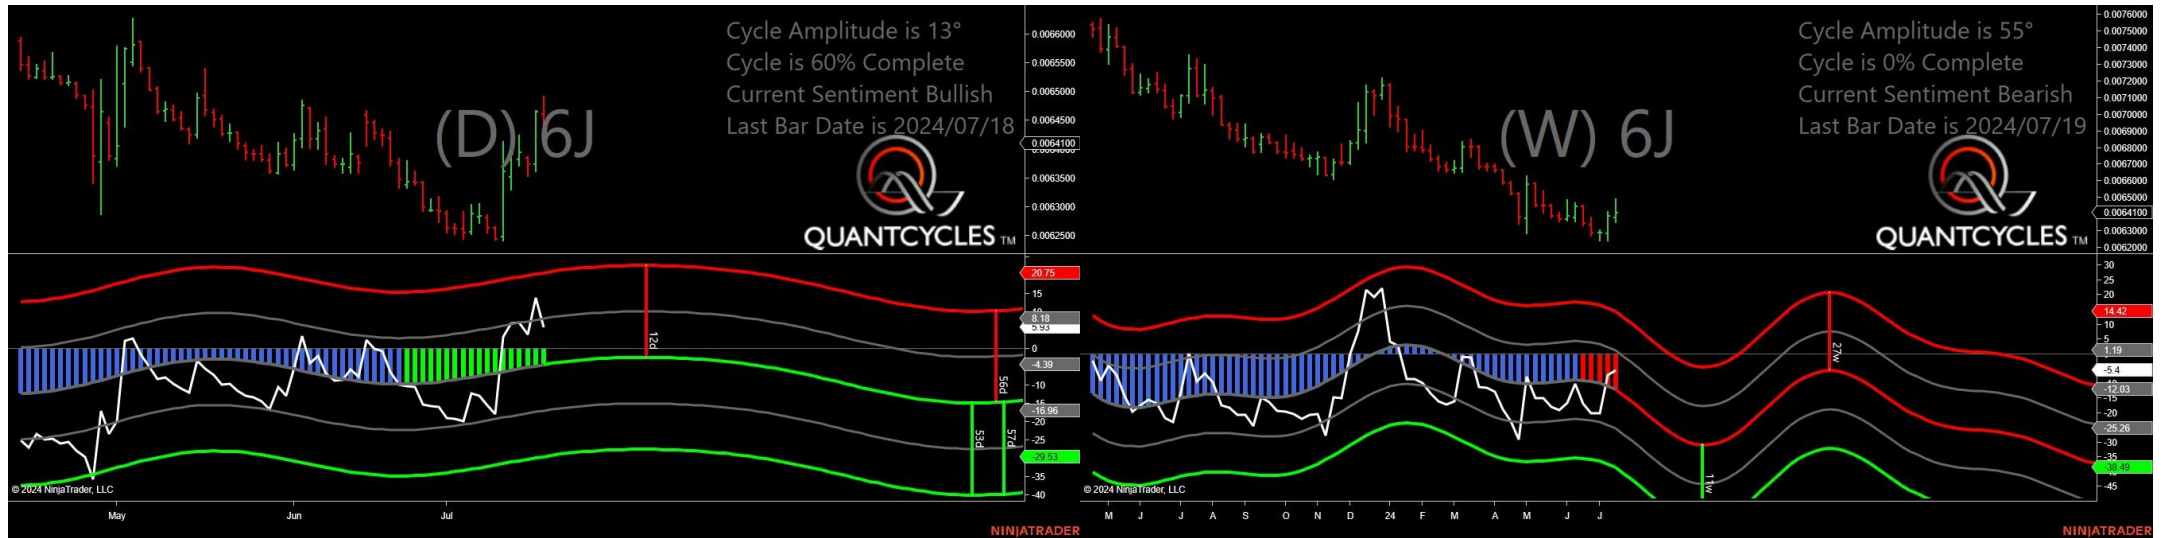 Cycle Amplitude is 13°
Cycle is 60% Complete
Current Sentiment Bullish
Last Bar Date is 2024/07/18
(D) 6J
QUANTCYCLES TM
0.0066000
0.0065500
0.0065000
0.0064500
0.0064100
0.0063500
0.0063000
0.0062500
20.75
15
8.18
5.93
0
-4.39
-10
-15
-16.96
-20
-25
-29.53
-35
-40
12d
56d
53d
57d
© 2024 NinjaTrader, LLC
May Jun Jul
NINJATRADER
Cycle Amplitude is 55°
Cycle is 0% Complete
Current Sentiment Bearish
Last Bar Date is 2024/07/19
(W) 6J
QUANTCYCLES TM
0.0076000
0.0075000
0.0074000
0.0073000
0.0072000
0.0071000
0.0070000
0.0069000
0.0068000
0.0067000
0.0066000
0.0065000
0.0064100
0.0063000
0.0062000
30
25
20
14.42
10
5
1.19
-5.4
-12.03
-15
-20
-25.26
-30
-35
-38.49
-45
27w
11w
© 2024 NinjaTrader, LLC
M J J A S O N D 24 F M A M J J
NINJATRADER